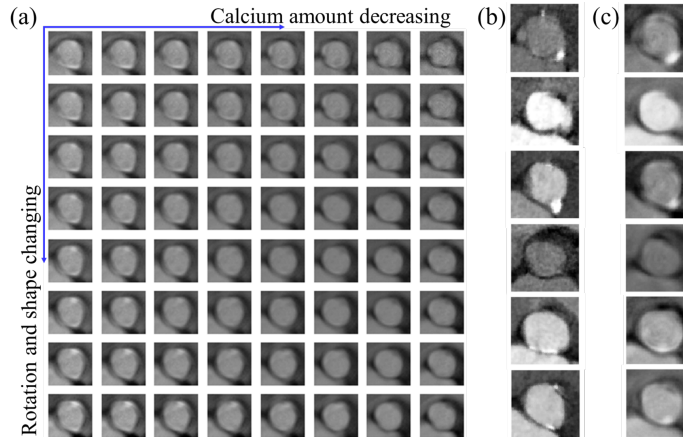 (a)
Calcium amount decreasing
(b)
(c)
Rotation and shape changing